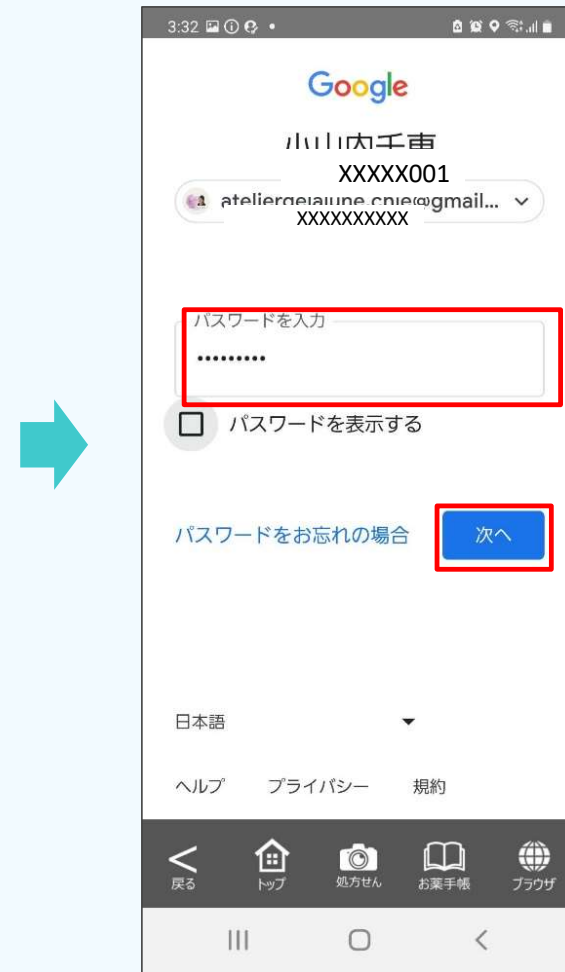 3:32
Google
XXXXX001
XXXXXXXXXX
@gmail...
パスワードを入力
•••••••••
パスワードを表示する
パスワードをお忘れの場合
次へ
日本語
ヘルプ プライバシー 規約
戻る トップ 処方せん お薬手帳 ブラウザ